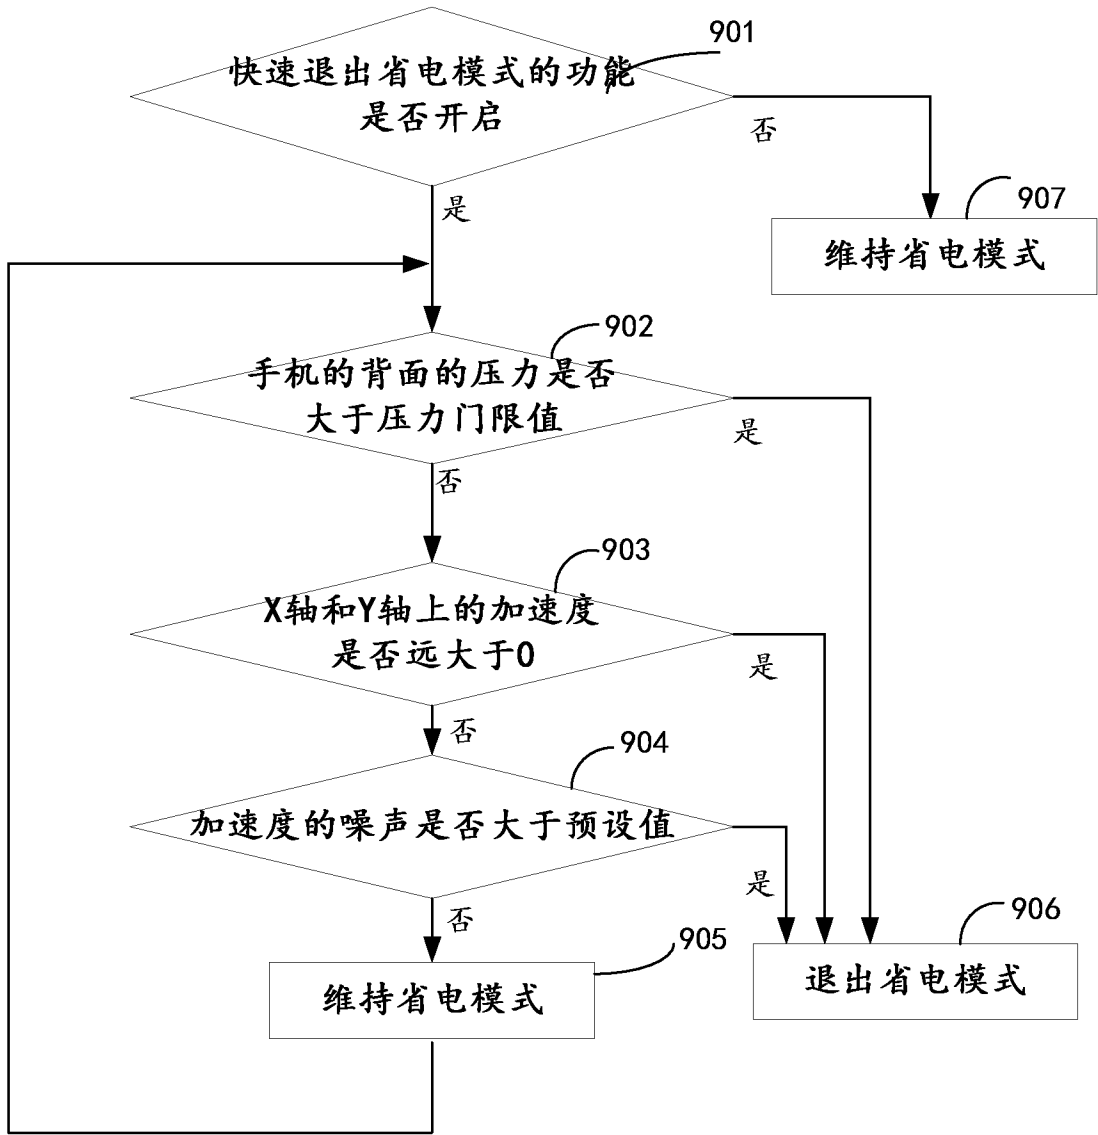 901
快速退出省电模式的功能
是否开启
否
是
907
维持省电模式
902
手机的背面的压力是否
大于压力门限值
是
否
903
X轴和Y轴上的加速度
是否远大于0
是
否
904
加速度的噪声是否大于预设值
是
否
906
退出省电模式
905
维持省电模式